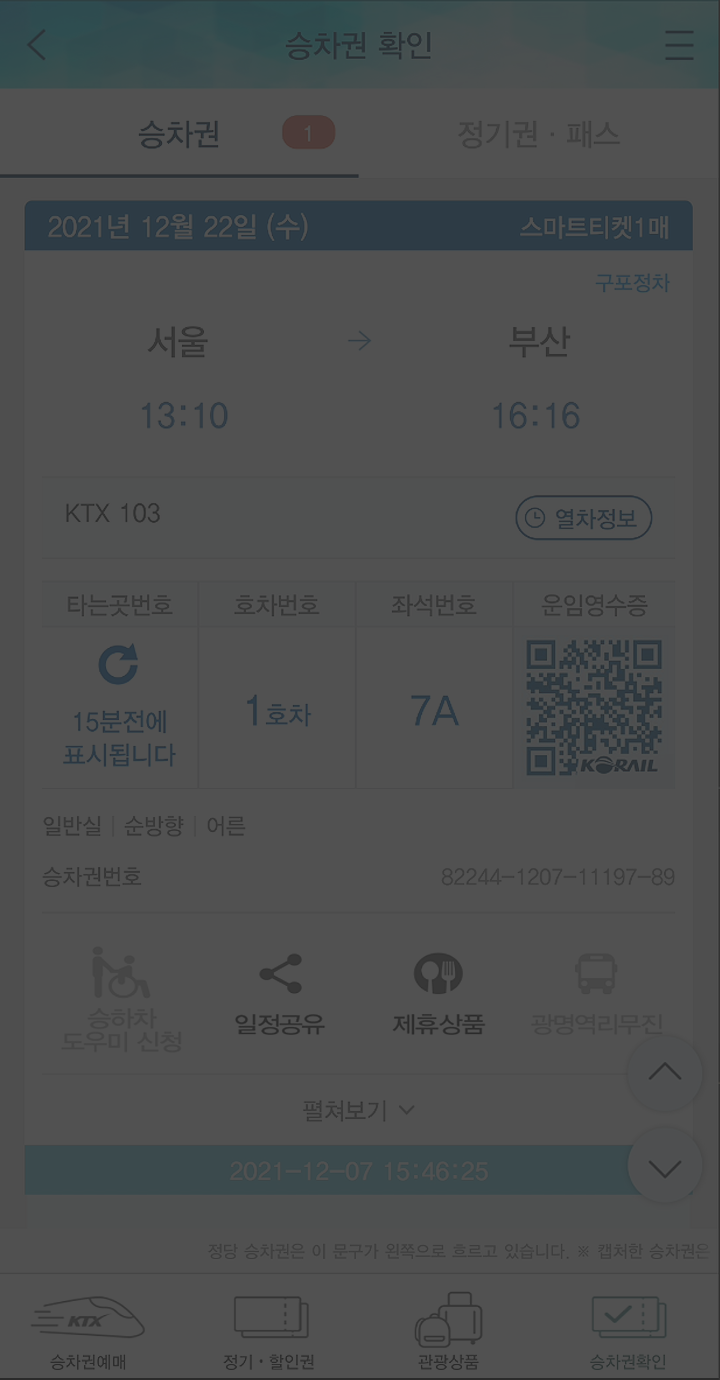 승차권 확인
승차권 1 정기권 · 패스
2021년 12월 22일 (수) 스마트티켓1매
구포정차
서울 → 부산
13:10 16:16
KTX 103 열차정보
타는곳번호 호차번호 좌석번호 운임영수증
15분전에
표시됩니다
1호차 7A
KORAIL
일반실 | 순방향 | 어른
승차권번호 82244-1207-11197-89
승하차
도우미 신청
일정공유 제휴상품 광명역리무진
펼쳐보기
2021-12-07 15:46:25
정당 승차권은 이 문구가 왼쪽으로 흐르고 있습니다. ※ 캡처한 승차권은
KTX
승차권예매 정기·할인권 관광상품 승차권확인